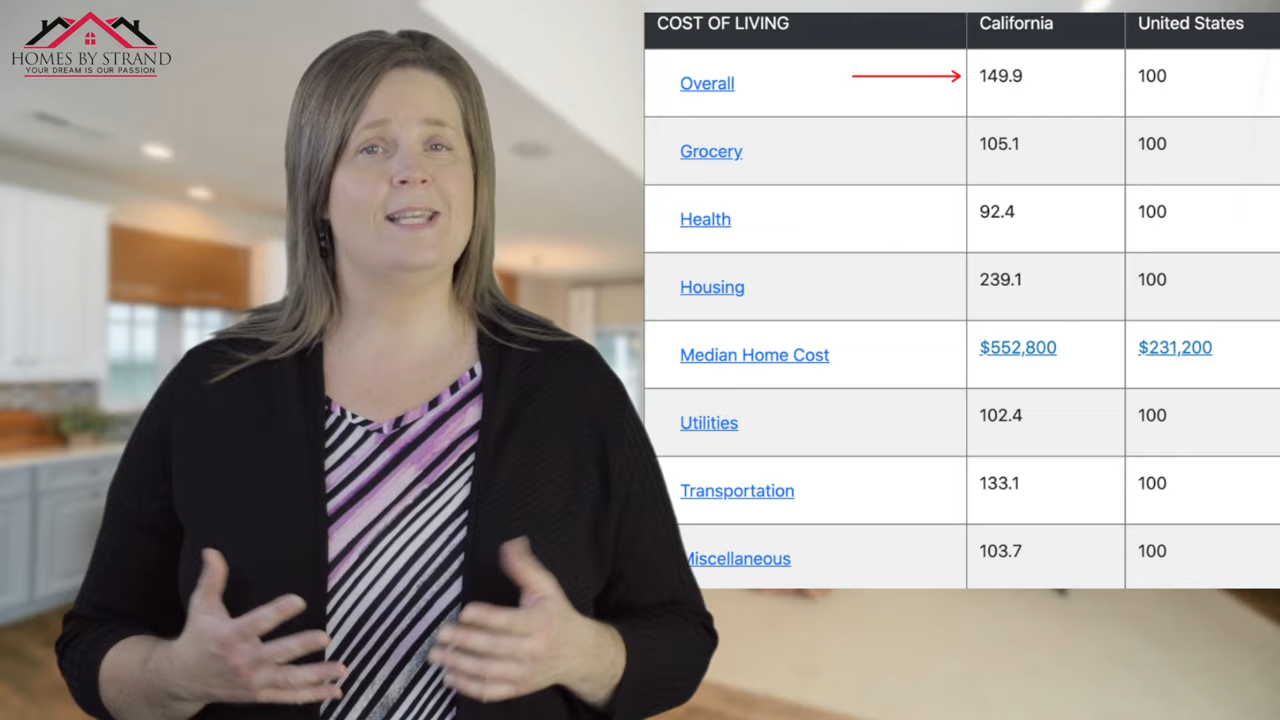 HOMES BY STRAND
YOUR DREAM IS OUR PASSION
COST OF LIVING California United States
Overall 149.9 100
Grocery 105.1 100
Health 92.4 100
Housing 239.1 100
Median Home Cost $552,800 $231,200
Utilities 102.4 100
Transportation 133.1 100
Miscellaneous 103.7 100